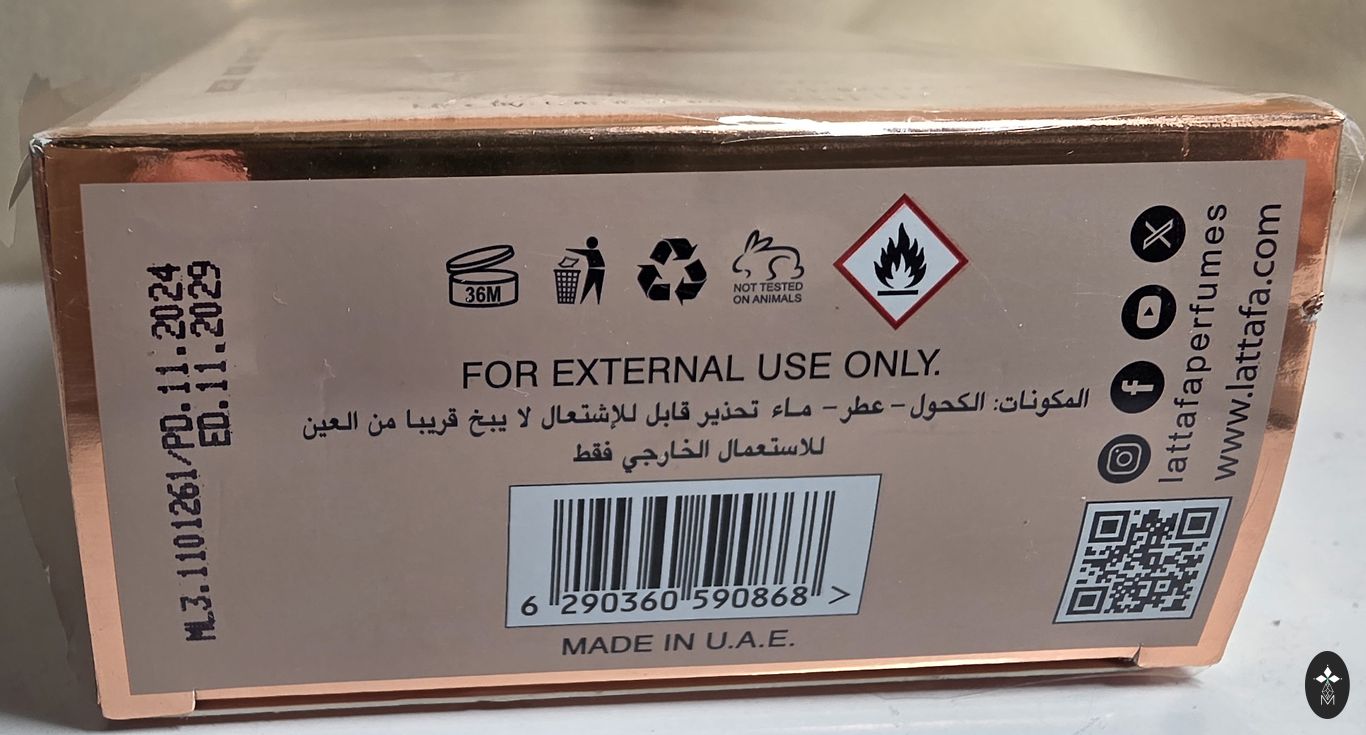 ML3.1101261/PD.11.2024
ED.11.2029
36M
NOT TESTED
ON ANIMALS
FOR EXTERNAL USE ONLY.
المكونات: الكحول – عطر – ماء تحذير قابل للإشتعال لا يبخ قريبا من العين
للاستعمال الخارجي فقط
6 290360 590868 >
MADE IN U.A.E.
lattafaperfumes
www.lattafa.com
M